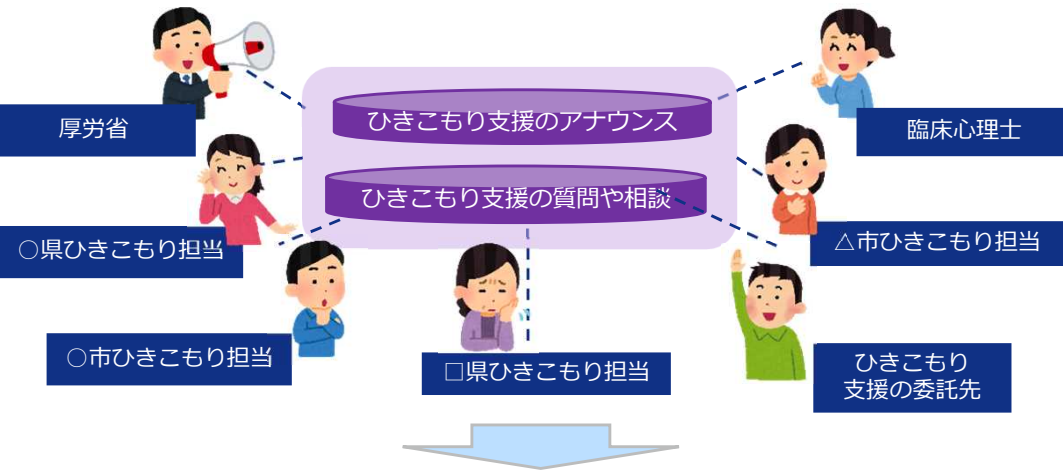 ひきこもり支援のアナウンス
厚労省
臨床心理士
ひきこもり支援の質問や相談
○県ひきこもり担当
△市ひきこもり担当
○市ひきこもり担当
□県ひきこもり担当
ひきこもり
支援の委託先